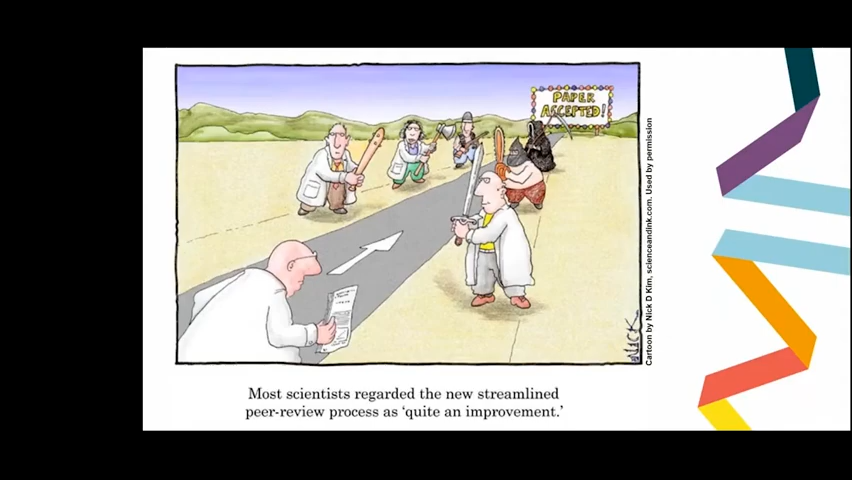 PAPER
ACCEPTED!
NICK
Cartoon by Nick D Kim, scienceandink.com. Used by permission
Most scientists regarded the new streamlined
peer-review process as ‘quite an improvement.’